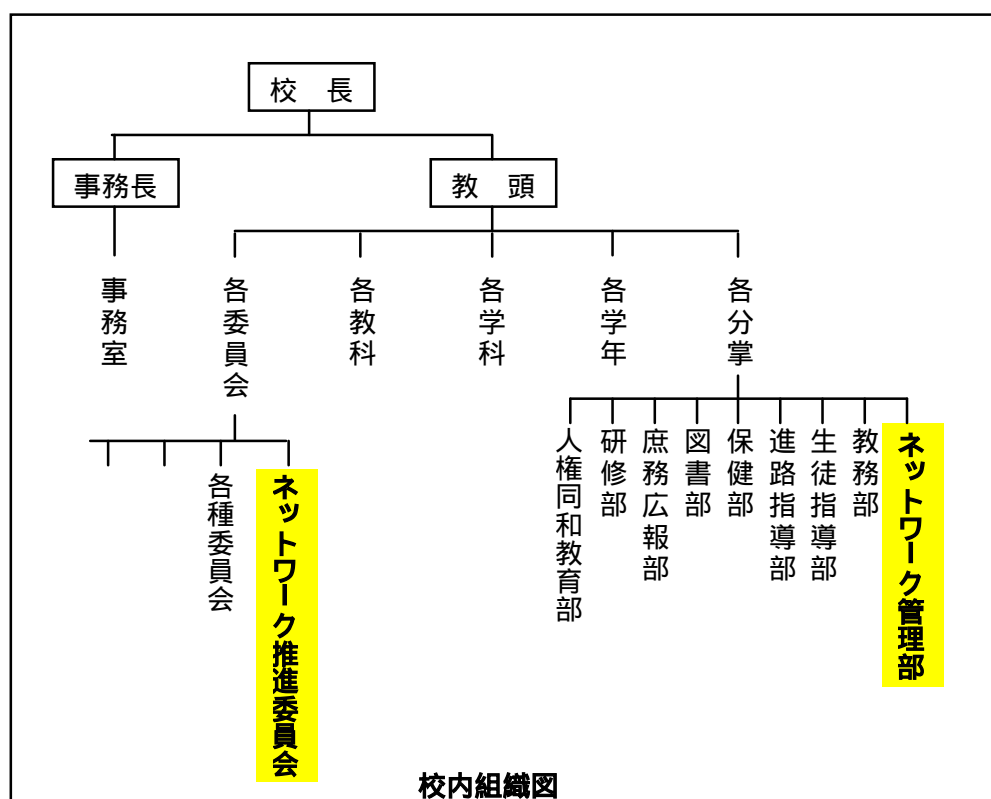 校　長
事務長
教　頭
事務室
各委員会
各教科
各学科
各学年
各分掌
各種委員会
ネットワーク推進委員会
人権同和教育部
研修部
庶務広報部
図書部
保健部
進路指導部
生徒指導部
教務部
ネットワーク管理部
校内組織図